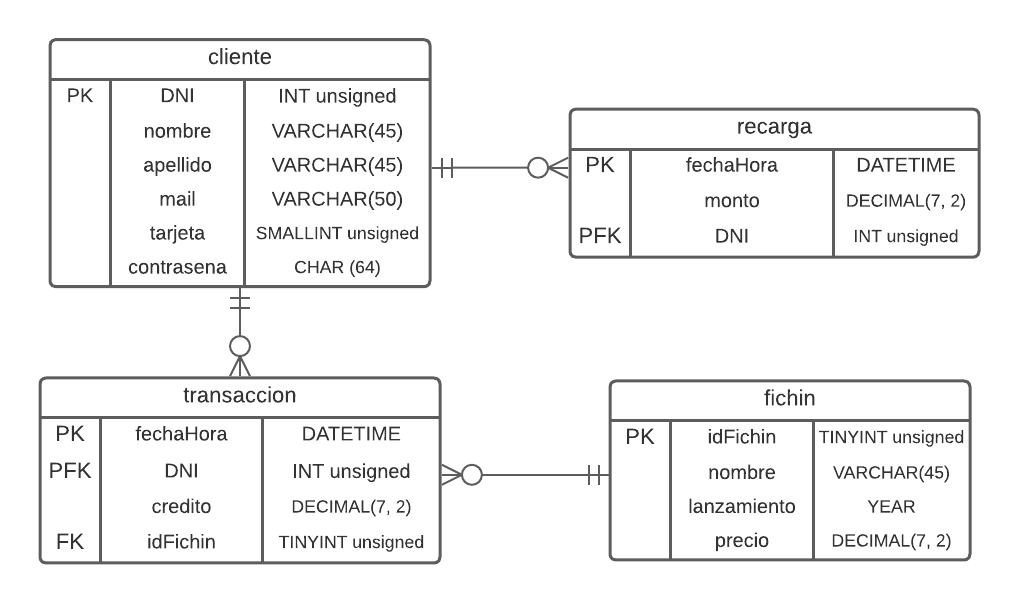 cliente
PK DNI INT unsigned
nombre VARCHAR(45)
apellido VARCHAR(45)
mail VARCHAR(50)
tarjeta SMALLINT unsigned
contrasena CHAR (64)
recarga
PK fechaHora DATETIME
monto DECIMAL(7, 2)
PFK DNI INT unsigned
transaccion
PK fechaHora DATETIME
PFK DNI INT unsigned
credito DECIMAL(7, 2)
FK idFichin TINYINT unsigned
fichin
PK idFichin TINYINT unsigned
nombre VARCHAR(45)
lanzamiento YEAR
precio DECIMAL(7, 2)